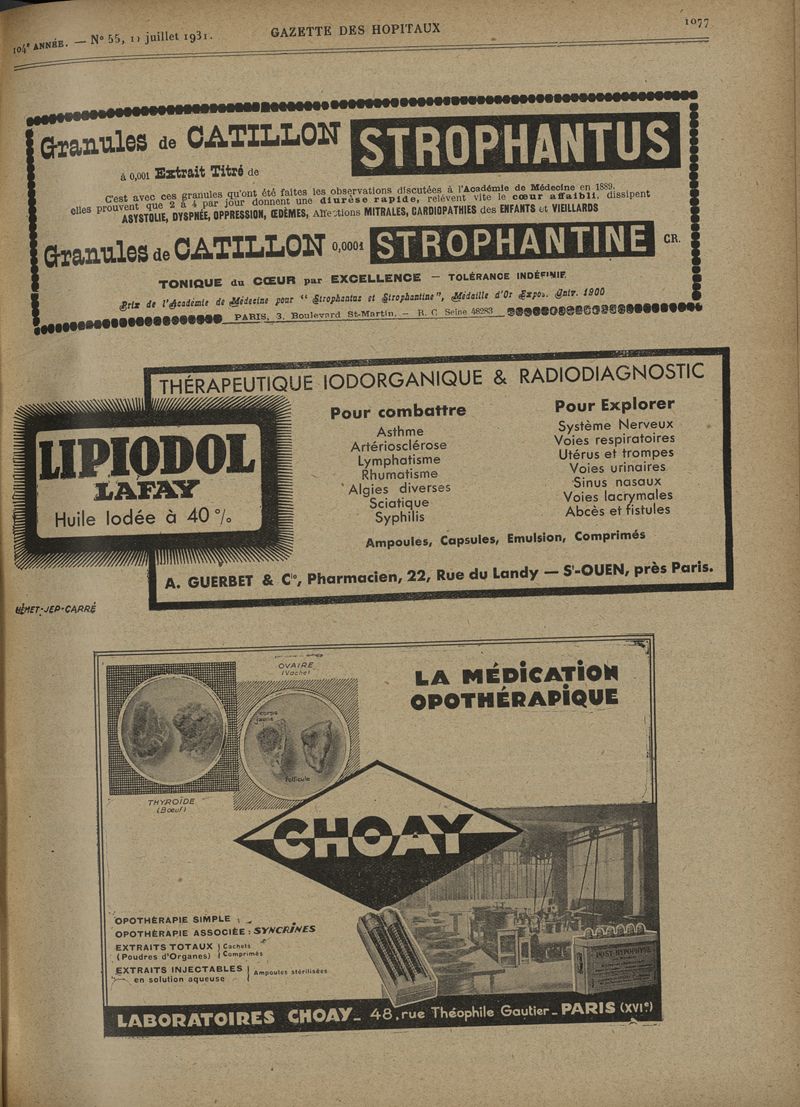 104e ANNÉE. — No 55, 11 juillet 1931. GAZETTE DES HOPITAUX 1077
Granules de CATILLON STROPHANTUS
à 0,001 Extrait Titré de
C'est avec ces granules qu'ont été faites les observations discutées à l'Académie de Médecine en 1889.
elles prouvent que 2 à 4 par jour donnent une diurèse rapide, relèvent vite le cœur affaibli, dissipent
ASYSTOLIE, DYSPNÉE, OPPRESSION, ŒDÈMES, Affections MITRALES, CARDIOPATHIES des ENFANTS et VIEILLARDS
Granules de CATILLON 0,0001 STROPHANTINE CR.
TONIQUE du CŒUR par EXCELLENCE — TOLÉRANCE INDÉFINIE
Prix de l'Académie de Médecine pour "Strophantus et Strophantine", Médaille d'Or Expos. Univ. 1900
PARIS, 3, Boulevard St-Martin. — R. C. Seine 48283
THÉRAPEUTIQUE IODORGANIQUE & RADIODIAGNOSTIC
LIPIODOL
LAFAY
Huile Iodée à 40 %
Pour combattre
Asthme
Artériosclérose
Lymphatisme
Rhumatisme
Algies diverses
Sciatique
Syphilis
Pour Explorer
Système Nerveux
Voies respiratoires
Utérus et trompes
Voies urinaires
Sinus nasaux
Voies lacrymales
Abcès et fistules
Ampoules, Capsules, Emulsion, Comprimés
A. GUERBET & Cie, Pharmacien, 22, Rue du Landy — St-OUEN, près Paris.
HÉMET-JEP-CARRÉ
OVAIRE
(Vache)
corps
jaune
follicule
THYROÏDE
(Bœuf)
LA MÉDICATION
OPOTHÉRAPIQUE
CHOAY
OPOTHÉRAPIE SIMPLE :
OPOTHÉRAPIE ASSOCIÉE : SYNCRINES
EXTRAITS TOTAUX Cachets
(Poudres d'Organes) Comprimés
EXTRAITS INJECTABLES Ampoules stérilisées
en solution aqueuse
POST-HYPOPHYSE
LABORATOIRES CHOAY_ 48, rue Théophile Gautier_ PARIS (XVIe)